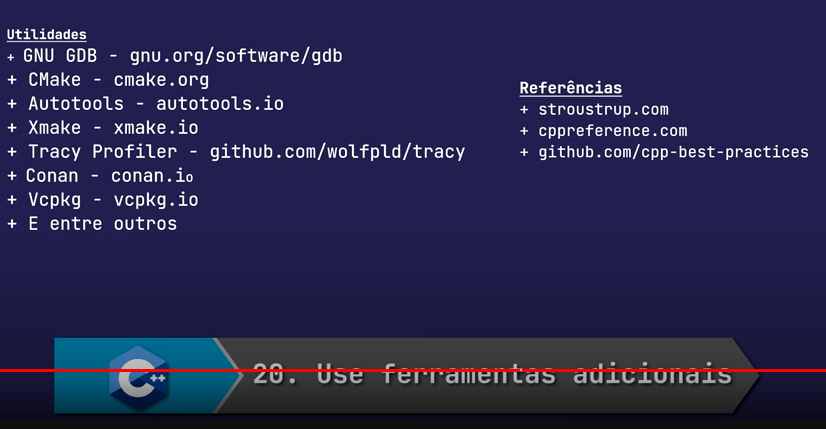 Utilidades
+ GNU GDB - gnu.org/software/gdb
+ CMake - cmake.org
+ Autotools - autotools.io
+ Xmake - xmake.io
+ Tracy Profiler - github.com/wolfpld/tracy
+ Conan - conan.io
+ Vcpkg - vcpkg.io
+ E entre outros
Referências
+ stroustrup.com
+ cppreference.com
+ github.com/cpp-best-practices
C++
20. Use ferramentas adicionais